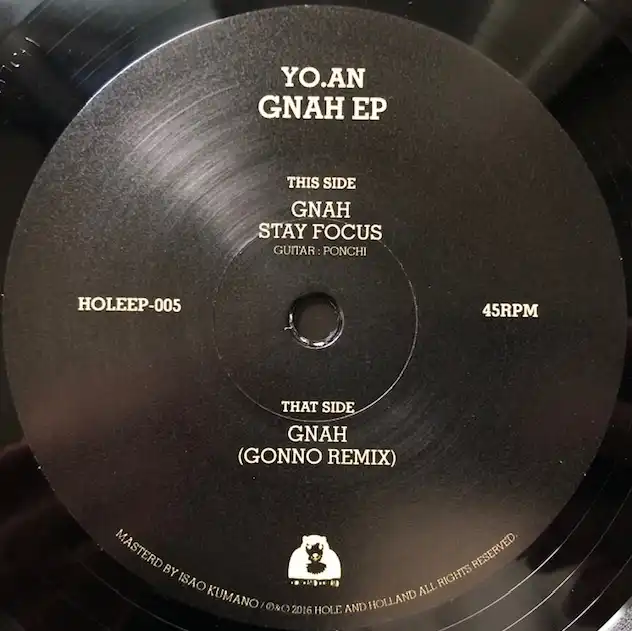 YO.AN
GNAH EP
THIS SIDE
GNAH
STAY FOCUS
GUITAR : PONCHI
HOLEEP-005
45RPM
THAT SIDE
GNAH
(GONNO REMIX)
MASTERD BY ISAO KUMANO / ℗&© 2016 HOLE AND HOLLAND ALL RIGHTS RESERVED.